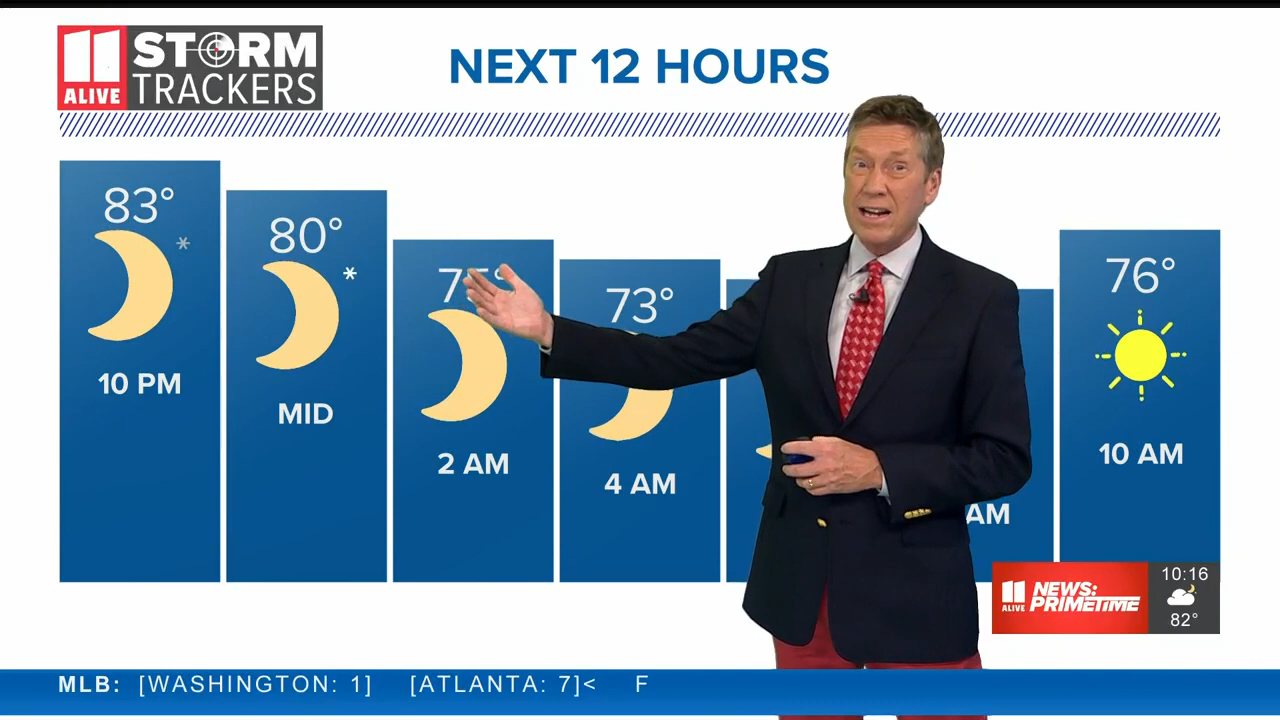 11 ALIVE STORM TRACKERS
NEXT 12 HOURS
83°
10 PM
80°
MID
2 AM
73°
4 AM
AM
76°
10 AM
11 ALIVE NEWS: PRIMETIME
10:16
82°
MLB: [WASHINGTON: 1] [ATLANTA: 7]< F